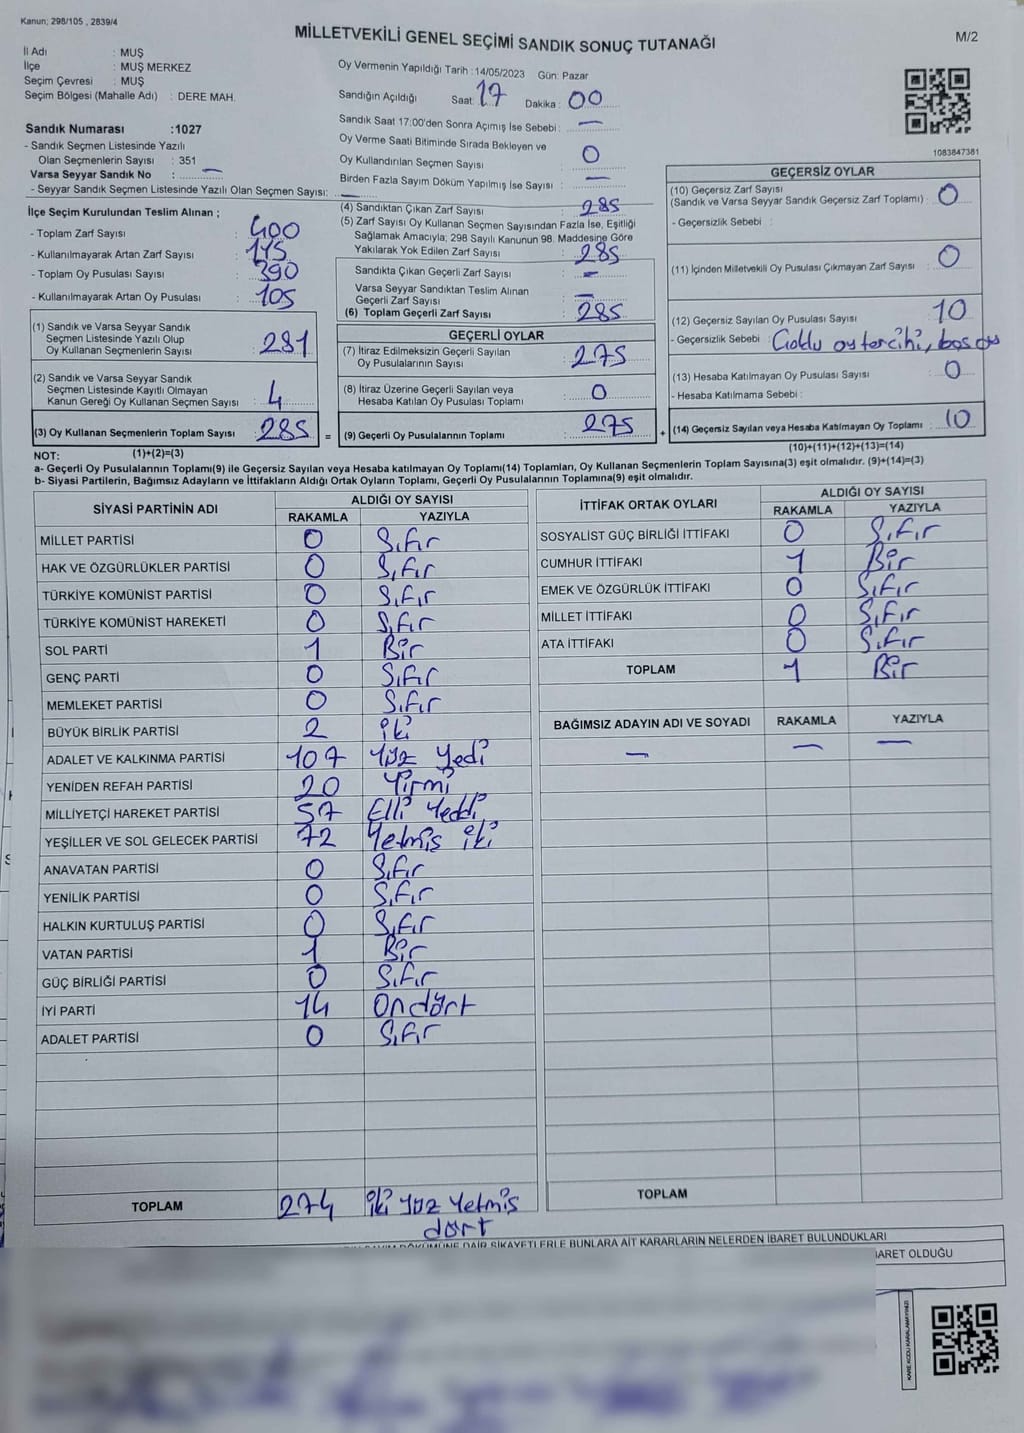 Kanun; 298/105 , 2839/4
MİLLETVEKİLİ GENEL SEÇİMİ SANDIK SONUÇ TUTANAĞI
M/2
İl Adı : MUŞ
İlçe : MUŞ MERKEZ
Seçim Çevresi : MUŞ
Seçim Bölgesi (Mahalle Adı) : DERE MAH.
Sandık Numarası :1027
- Sandık Seçmen Listesinde Yazılı
Olan Seçmenlerin Sayısı : 351
Varsa Seyyar Sandık No : —
- Seyyar Sandık Seçmen Listesinde Yazılı Olan Seçmen Sayısı: —
Oy Vermenin Yapıldığı Tarih :14/05/2023 Gün: Pazar
Sandığın Açıldığı Saat: 17 Dakika : 00
Sandık Saat 17:00'den Sonra Açımış İse Sebebi : —
Oy Verme Saati Bitiminde Sırada Bekleyen ve
Oy Kullandırılan Seçmen Sayısı : 0
Birden Fazla Sayım Döküm Yapılmış İse Sayısı : —
1083847381
İlçe Seçim Kurulundan Teslim Alınan ;
- Toplam Zarf Sayısı : 400
- Kullanılmayarak Artan Zarf Sayısı : 115
- Toplam Oy Pusulası Sayısı : 390
- Kullanılmayarak Artan Oy Pusulası : 105
(1) Sandık ve Varsa Seyyar Sandık
Seçmen Listesinde Yazılı Olup
Oy Kullanan Seçmenlerin Sayısı : 281
(2) Sandık ve Varsa Seyyar Sandık
Seçmen Listesinde Kayıtlı Olmayan
Kanun Gereği Oy Kullanan Seçmen Sayısı : 4
(3) Oy Kullanan Seçmenlerin Toplam Sayısı : 285
(1)+(2)=(3)
(4) Sandıktan Çıkan Zarf Sayısı : 285
(5) Zarf Sayısı Oy Kullanan Seçmen Sayısından Fazla İse, Eşitliği
Sağlamak Amacıyla; 298 Sayılı Kanunun 98. Maddesine Göre
Yakılarak Yok Edilen Zarf Sayısı : 285
Sandıkta Çıkan Geçerli Zarf Sayısı : —
Varsa Seyyar Sandıktan Teslim Alınan
Geçerli Zarf Sayısı : —
(6) Toplam Geçerli Zarf Sayısı : 285
GEÇERLİ OYLAR
(7) İtiraz Edilmeksizin Geçerli Sayılan
Oy Pusulalarının Sayısı : 275
(8) İtiraz Üzerine Geçerli Sayılan veya
Hesaba Katılan Oy Pusulası Toplamı : 0
= (9) Geçerli Oy Pusulalarının Toplamı : 275
GEÇERSİZ OYLAR
(10) Geçersiz Zarf Sayısı
(Sandık ve Varsa Seyyar Sandık Geçersiz Zarf Toplamı) : 0
- Geçersizlik Sebebi :
(11) İçinden Milletvekili Oy Pusulası Çıkmayan Zarf Sayısı : 0
(12) Geçersiz Sayılan Oy Pusulası Sayısı : 10
- Geçersizlik Sebebi : Çoklu oy tercihi, boş oy
(13) Hesaba Katılmayan Oy Pusulası Sayısı : 0
- Hesaba Katılmama Sebebi :
+ (14) Geçersiz Sayılan veya Hesaba Katılmayan Oy Toplamı : 10
(10)+(11)+(12)+(13)=(14)
NOT:
a- Geçerli Oy Pusulalarının Toplamı(9) ile Geçersiz Sayılan veya Hesaba katılmayan Oy Toplamı(14) Toplamları, Oy Kullanan Seçmenlerin Toplam Sayısına(3) eşit olmalıdır. (9)+(14)=(3)
b- Siyasi Partilerin, Bağımsız Adayların ve İttifakların Aldığı Ortak Oyların Toplamı, Geçerli Oy Pusulalarının Toplamına(9) eşit olmalıdır.
SİYASİ PARTİNİN ADI ALDIĞI OY SAYISI
RAKAMLA YAZIYLA
MİLLET PARTİSİ 0 Sıfır
HAK VE ÖZGÜRLÜKLER PARTİSİ 0 Sıfır
TÜRKİYE KOMÜNİST PARTİSİ 0 Sıfır
TÜRKİYE KOMÜNİST HAREKETİ 0 Sıfır
SOL PARTİ 1 Bir
GENÇ PARTİ 0 Sıfır
MEMLEKET PARTİSİ 0 Sıfır
BÜYÜK BİRLİK PARTİSİ 2 iki
ADALET VE KALKINMA PARTİSİ 107 Yüz Yedi
YENİDEN REFAH PARTİSİ 20 Yirmi
MİLLİYETÇİ HAREKET PARTİSİ 57 Elli Yeddi
YEŞİLLER VE SOL GELECEK PARTİSİ 72 Yetmiş iki
ANAVATAN PARTİSİ 0 Sıfır
YENİLİK PARTİSİ 0 Sıfır
HALKIN KURTULUŞ PARTİSİ 0 Sıfır
VATAN PARTİSİ 1 Bir
GÜÇ BİRLİĞİ PARTİSİ 0 Sıfır
İYİ PARTİ 14 Ondört
ADALET PARTİSİ 0 Sıfır
TOPLAM 274 iki yüz yetmiş
dört
İTTİFAK ORTAK OYLARI ALDIĞI OY SAYISI
RAKAMLA YAZIYLA
SOSYALİST GÜÇ BİRLİĞİ İTTİFAKI 0 Sıfır
CUMHUR İTTİFAKI 1 Bir
EMEK VE ÖZGÜRLÜK İTTİFAKI 0 Sıfır
MİLLET İTTİFAKI 0 Sıfır
ATA İTTİFAKI 0 Sıfır
TOPLAM 1 Bir
BAĞIMSIZ ADAYIN ADI VE SOYADI RAKAMLA YAZIYLA
— — —
TOPLAM
DÖKÜMÜNE DAİR ŞİKAYETLERLE BUNLARA AİT KARARLARIN NELERDEN İBARET BULUNDUKLARI
OLDUĞU
KARE KODU KARALAMAYINIZ!